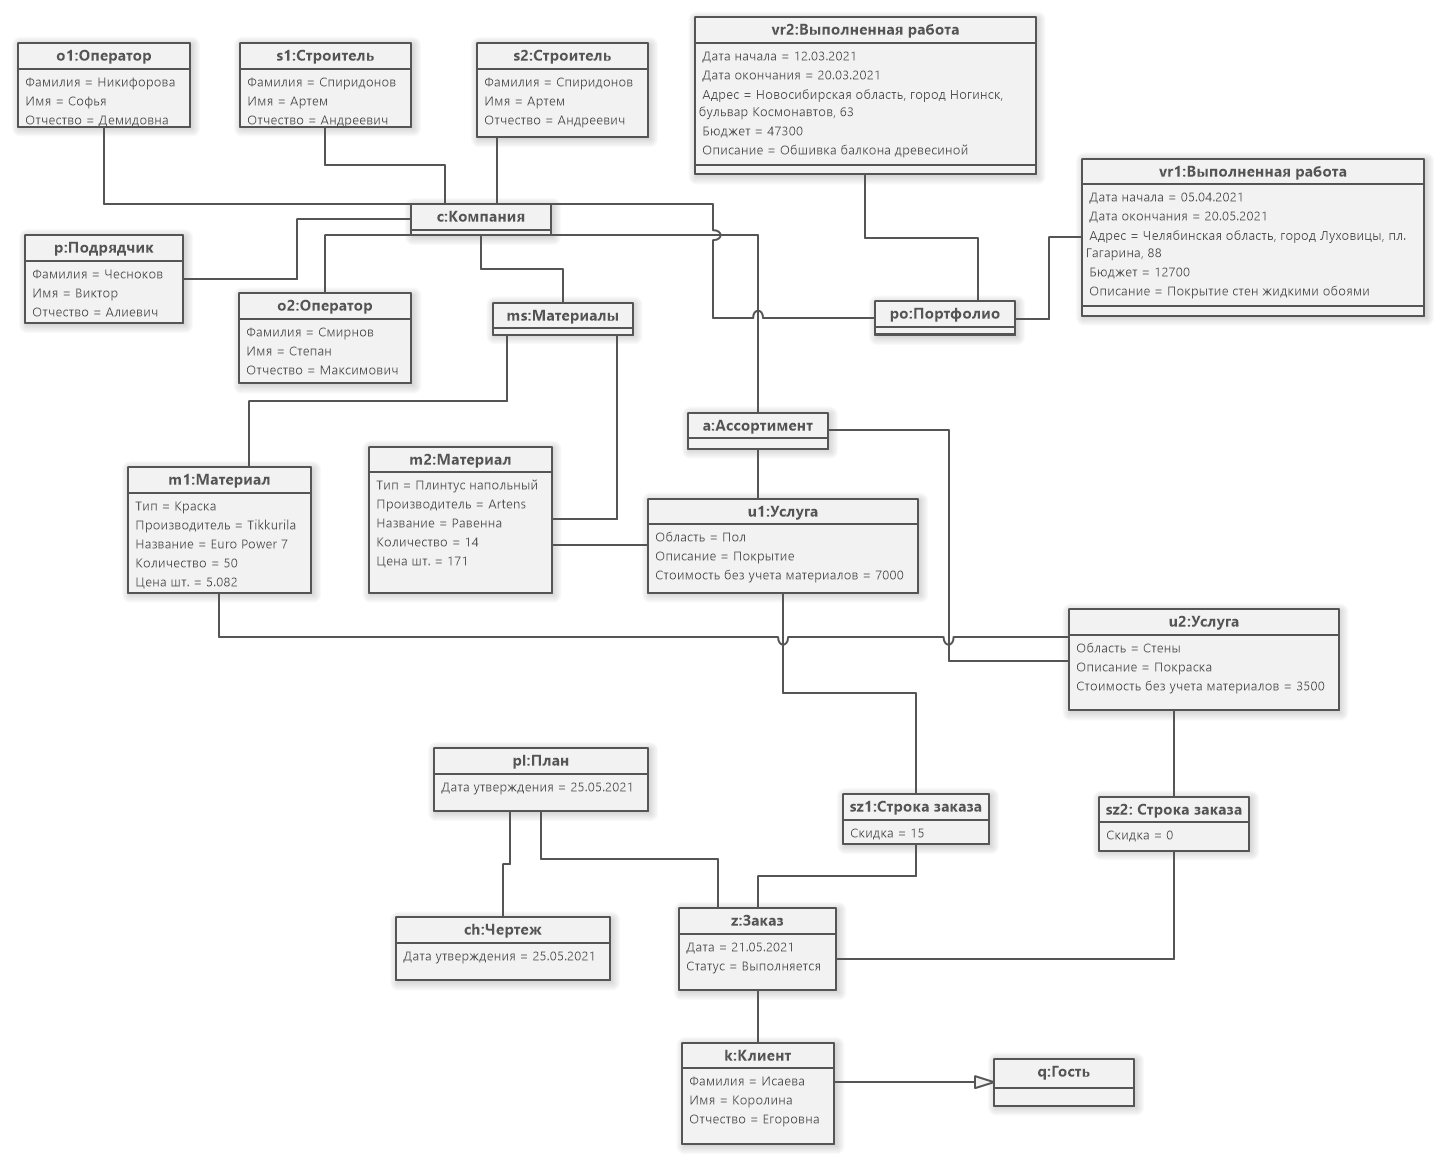 o1:Оператор
Фамилия = Никифорова
Имя = Софья
Отчество = Демидовна
s1:Строитель
Фамилия = Спиридонов
Имя = Артем
Отчество = Андреевич
s2:Строитель
Фамилия = Спиридонов
Имя = Артем
Отчество = Андреевич
vr2:Выполненная работа
Дата начала = 12.03.2021
Дата окончания = 20.03.2021
Адрес = Новосибирская область, город Ногинск,
бульвар Космонавтов, 63
Бюджет = 47300
Описание = Обшивка балкона древесиной
vr1:Выполненная работа
Дата начала = 05.04.2021
Дата окончания = 20.05.2021
Адрес = Челябинская область, город Луховицы, пл.
Гагарина, 88
Бюджет = 12700
Описание = Покрытие стен жидкими обоями
c:Компания
p:Подрядчик
Фамилия = Чесноков
Имя = Виктор
Отчество = Алиевич
o2:Оператор
Фамилия = Смирнов
Имя = Степан
Отчество = Максимович
ms:Материалы
po:Портфолио
a:Ассортимент
m1:Материал
Тип = Краска
Производитель = Tikkurila
Название = Euro Power 7
Количество = 50
Цена шт. = 5.082
m2:Материал
Тип = Плинтус напольный
Производитель = Artens
Название = Равенна
Количество = 14
Цена шт. = 171
u1:Услуга
Область = Пол
Описание = Покрытие
Стоимость без учета материалов = 7000
u2:Услуга
Область = Стены
Описание = Покраска
Стоимость без учета материалов = 3500
pl:План
Дата утверждения = 25.05.2021
sz1:Строка заказа
Скидка = 15
sz2: Строка заказа
Скидка = 0
ch:Чертеж
Дата утверждения = 25.05.2021
z:Заказ
Дата = 21.05.2021
Статус = Выполняется
k:Клиент
Фамилия = Исаева
Имя = Королина
Отчество = Егоровна
q:Гость